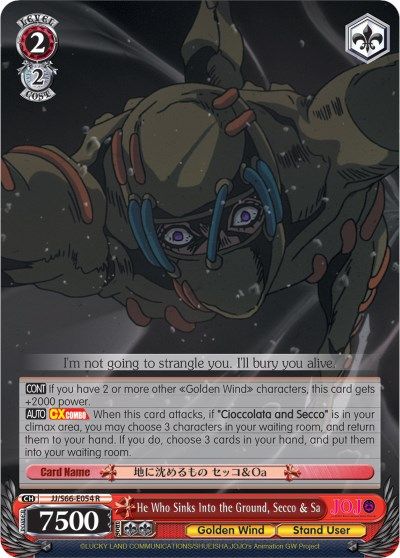 LEVEL
2
2
COST
I'm not going to strangle you. I'll bury you alive.
CONT If you have 2 or more other «Golden Wind» characters, this card gets
+2000 power.
AUTO CX COMBO When this card attacks, if "Cioccolata and Secco" is in your
climax area, you may choose 3 characters in your waiting room, and return
them to your deck. If you do, choose 3 cards in your hand, and put them
into your waiting room.
Card Name 地に沈めるもの セッコ&Oa
CH JJ/S66-E054 R He Who Sinks Into the Ground, Secco & Sa JOJO
POWER 7500 Golden Wind Stand User
©LUCKY LAND COMMUNICATIONS/SHUEISHA,JOJO's Animation GW Project